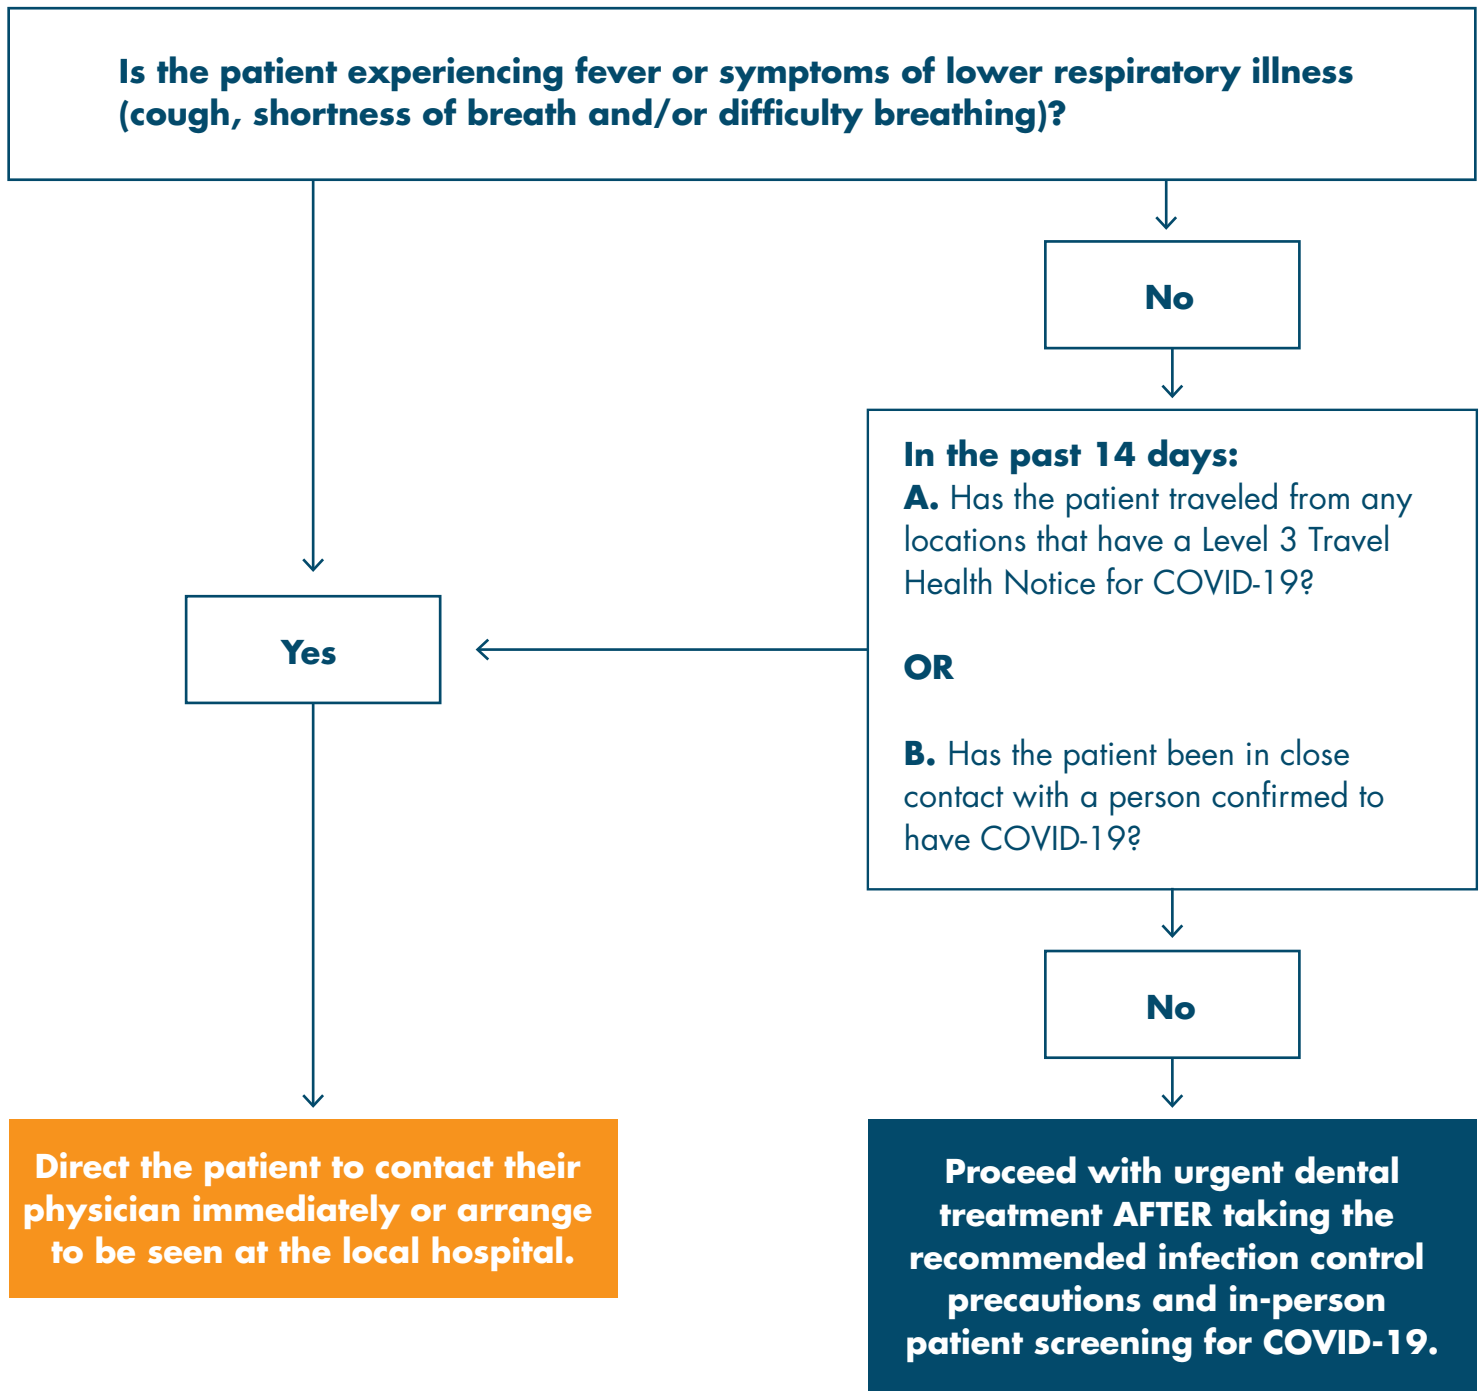 Is the patient experiencing fever or symptoms of lower respiratory illness
(cough, shortness of breath and/or difficulty breathing)?
No
In the past 14 days:
A. Has the patient traveled from any
locations that have a Level 3 Travel
Health Notice for COVID-19?
OR
B. Has the patient been in close
contact with a person confirmed to
have COVID-19?
Yes
No
Direct the patient to contact their
physician immediately or arrange
to be seen at the local hospital.
Proceed with urgent dental
treatment AFTER taking the
recommended infection control
precautions and in-person
patient screening for COVID-19.